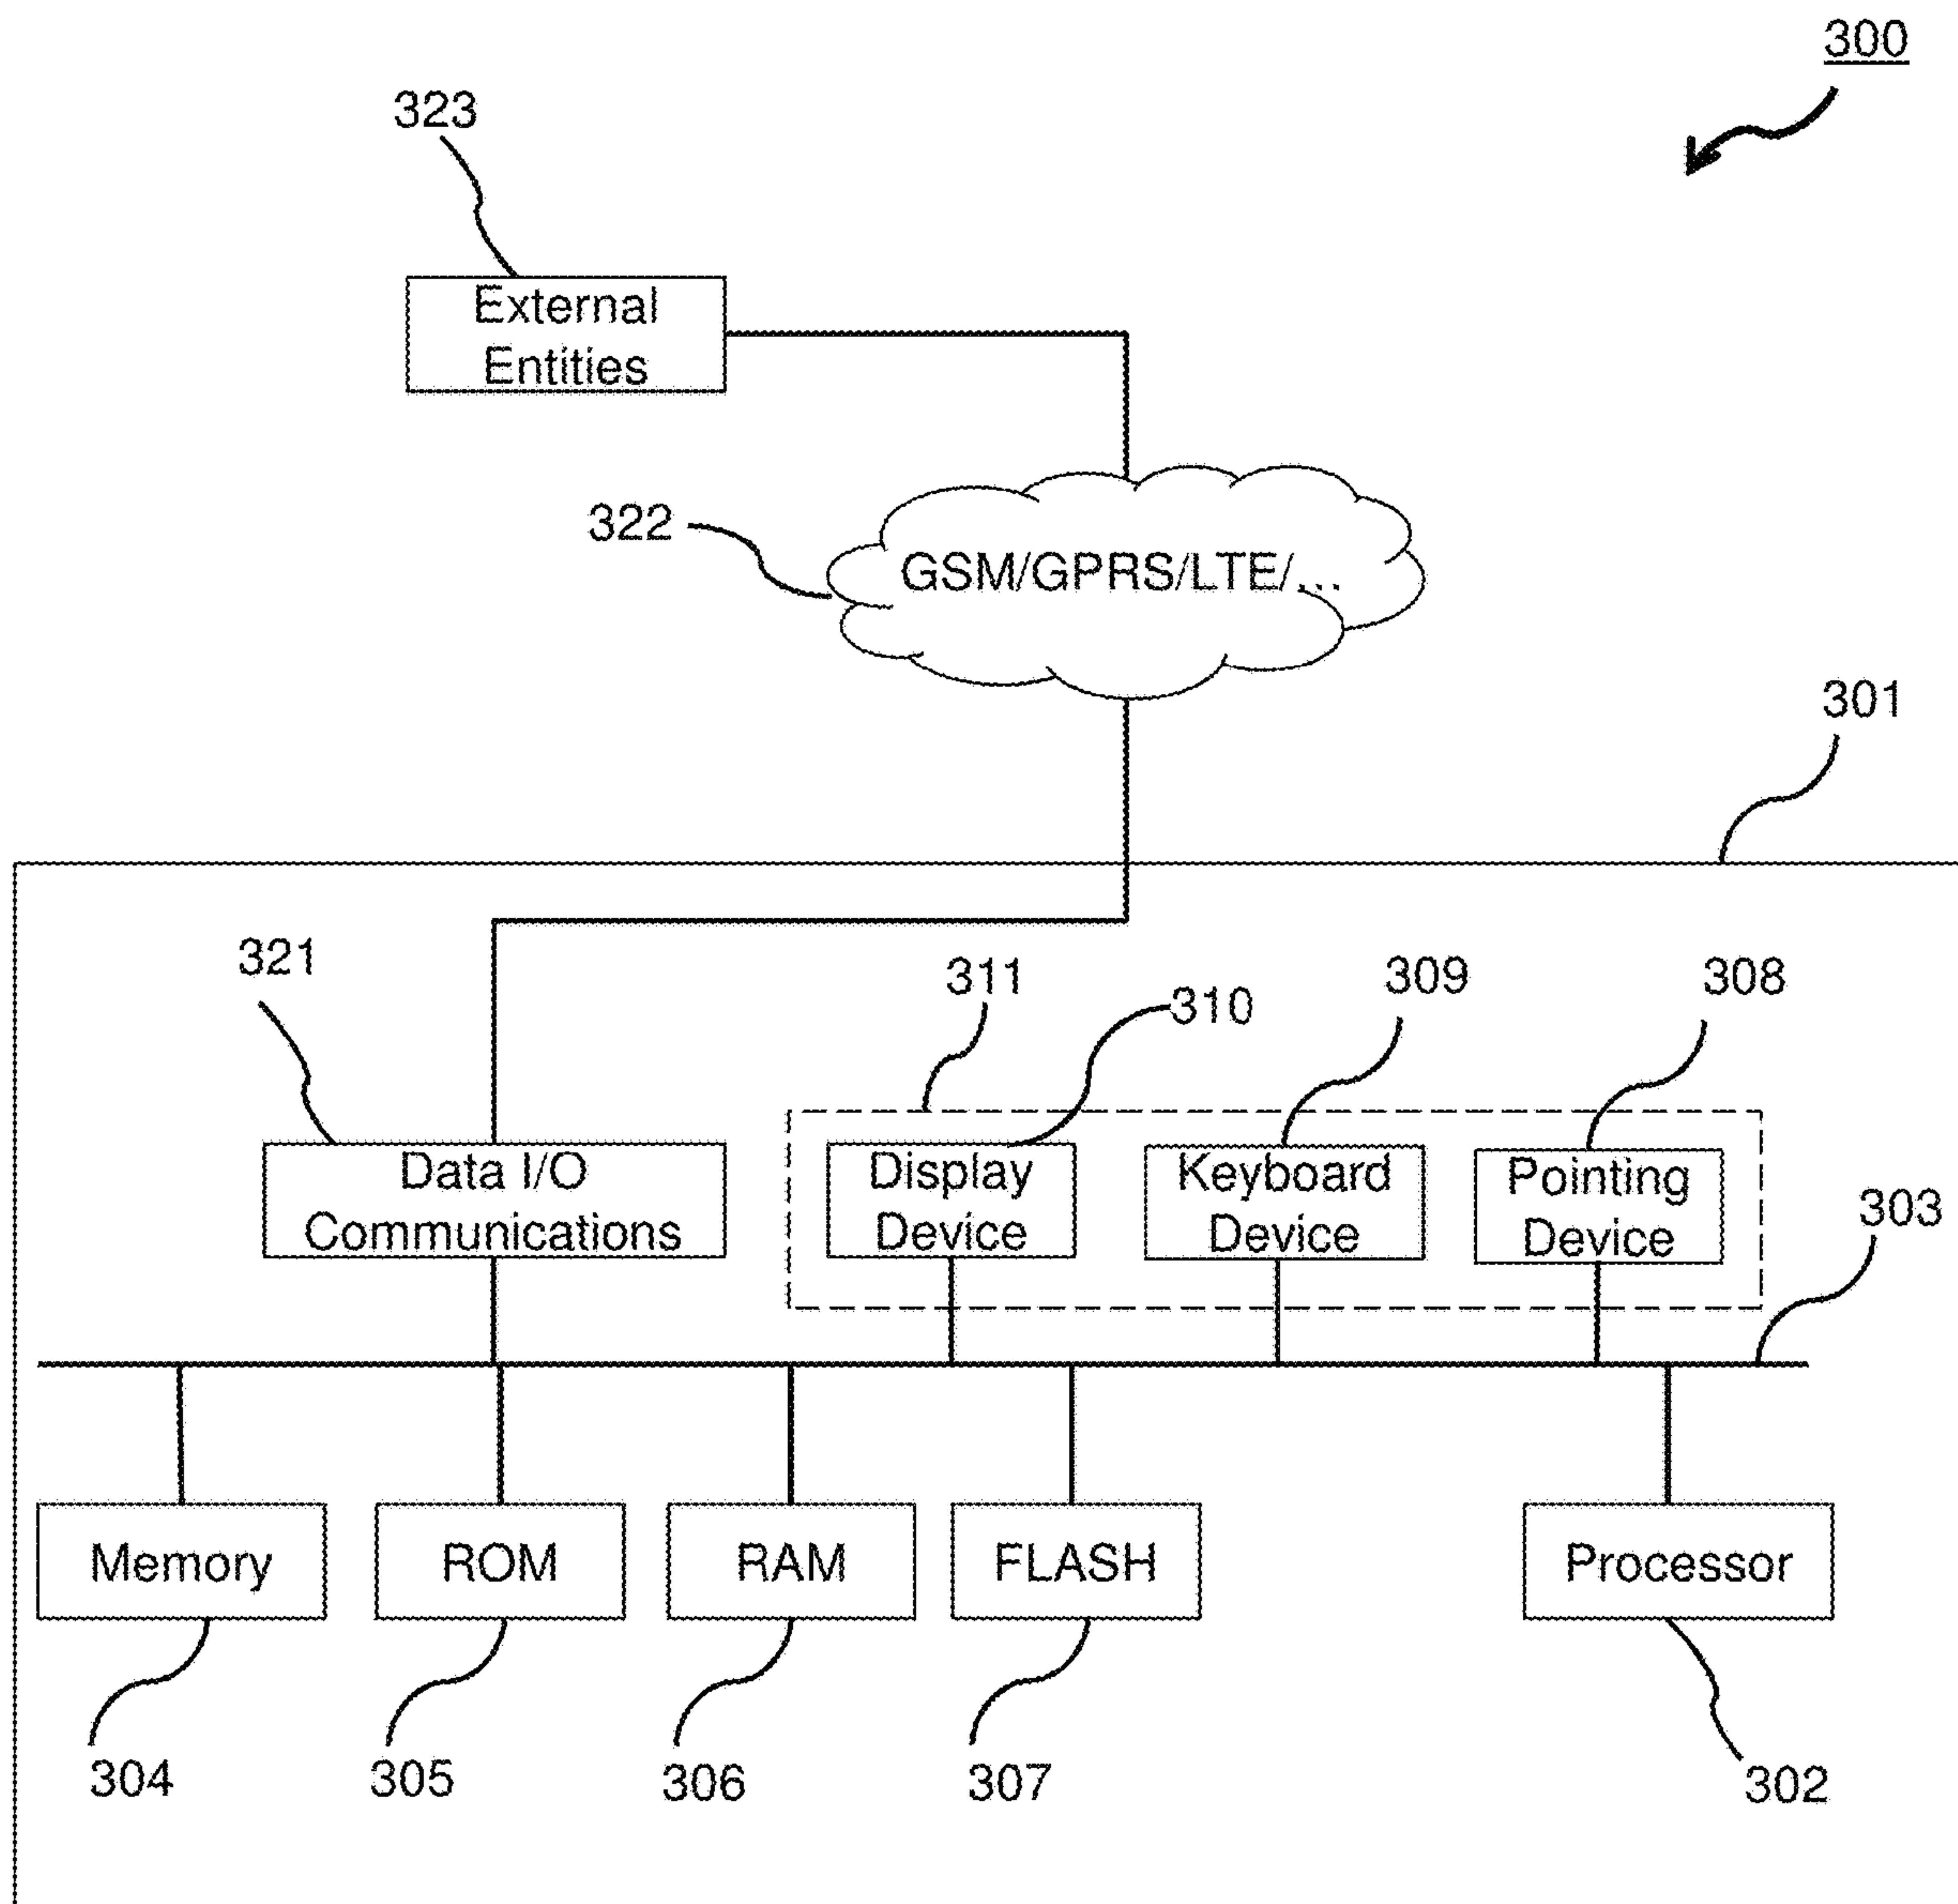 300
323
External
Entities
322
GSM/GPRS/LTE/...
301
321
311
310
309
308
Data I/O
Communications
Display
Device
Keyboard
Device
Pointing
Device
303
Memory
ROM
RAM
FLASH
Processor
304
305
306
307
302